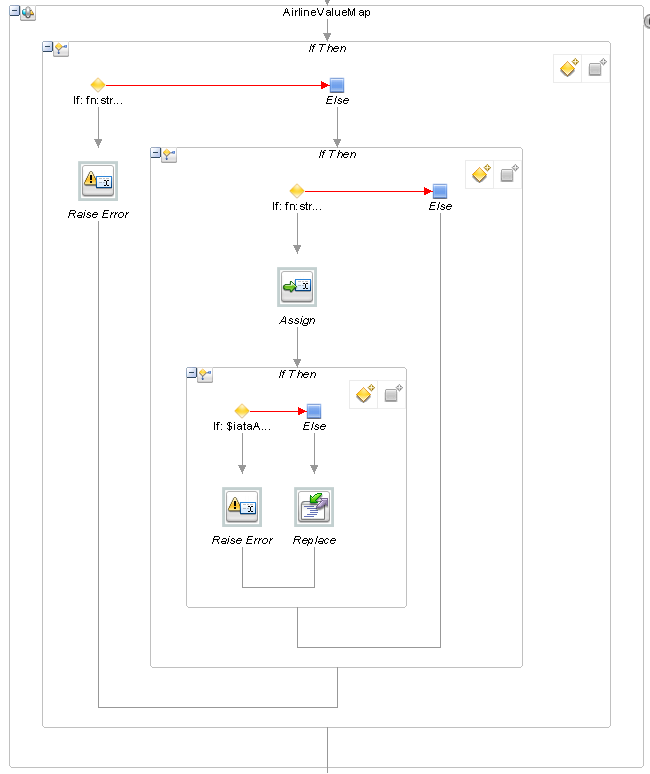 AirlineValueMap
If Then
If: fn:str...
Else
If Then
Raise Error
If: fn:str...
Else
Assign
If Then
If: $iataA...
Else
Raise Error
Replace